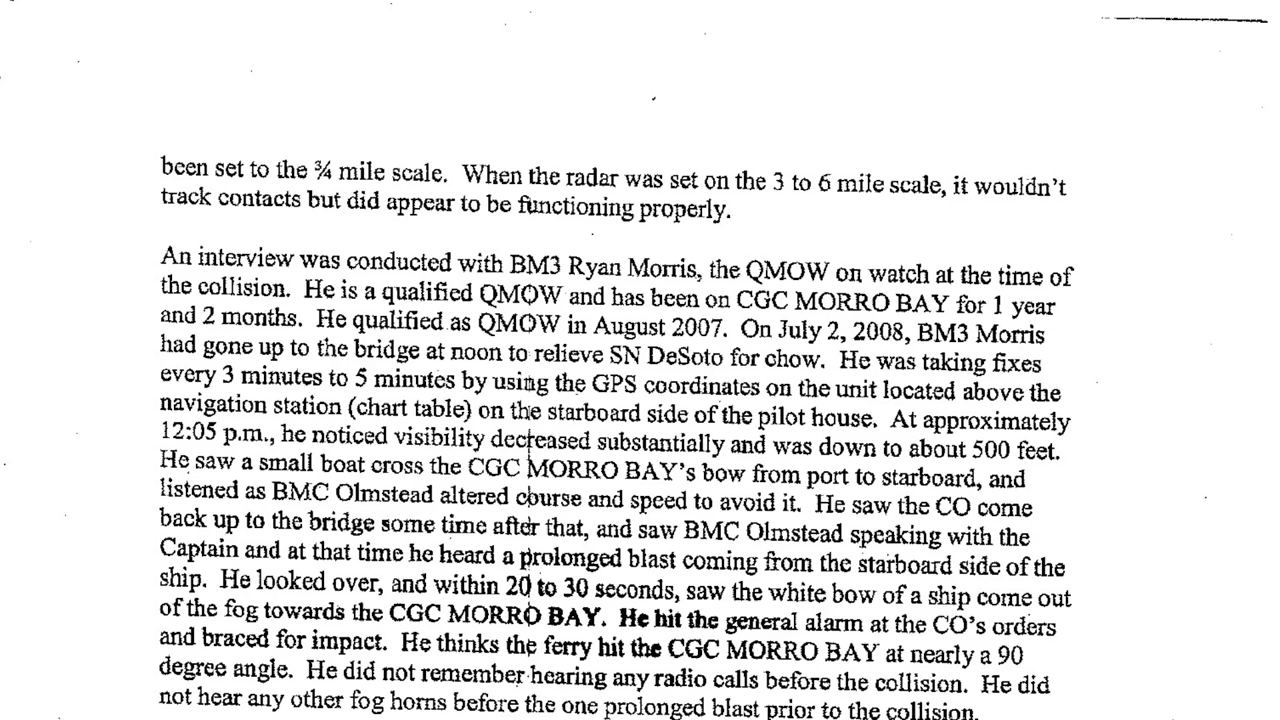 been set to the ¾ mile scale. When the radar was set on the 3 to 6 mile scale, it wouldn't
track contacts but did appear to be functioning properly.
An interview was conducted with BM3 Ryan Morris, the QMOW on watch at the time of
the collision. He is a qualified QMOW and has been on CGC MORRO BAY for 1 year
and 2 months. He qualified as QMOW in August 2007. On July 2, 2008, BM3 Morris
had gone up to the bridge at noon to relieve SN DeSoto for chow. He was taking fixes
every 3 minutes to 5 minutes by using the GPS coordinates on the unit located above the
navigation station (chart table) on the starboard side of the pilot house. At approximately
12:05 p.m., he noticed visibility decreased substantially and was down to about 500 feet.
He saw a small boat cross the CGC MORRO BAY's bow from port to starboard, and
listened as BMC Olmstead altered course and speed to avoid it. He saw the CO come
back up to the bridge some time after that, and saw BMC Olmstead speaking with the
Captain and at that time he heard a prolonged blast coming from the starboard side of the
ship. He looked over, and within 20 to 30 seconds, saw the white bow of a ship come out
of the fog towards the CGC MORRO BAY. He hit the general alarm at the CO's orders
and braced for impact. He thinks the ferry hit the CGC MORRO BAY at nearly a 90
degree angle. He did not remember hearing any radio calls before the collision. He did
not hear any other fog horns before the one prolonged blast prior to the collision.